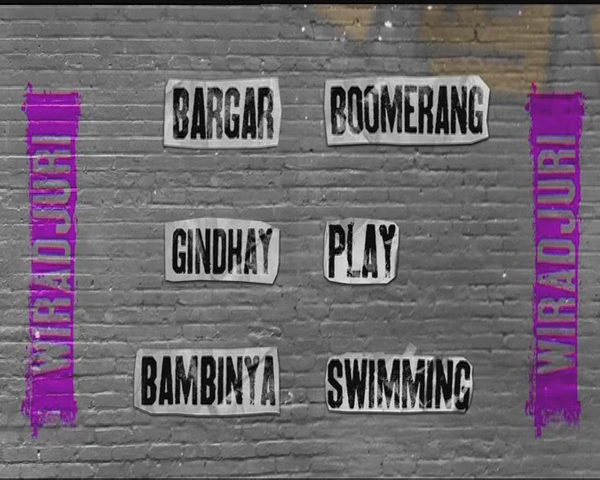 WIRADJURI
BARGAR BOOMERANG
GINDHAY PLAY
BAMBINYA SWIMMING
WIRADJURI